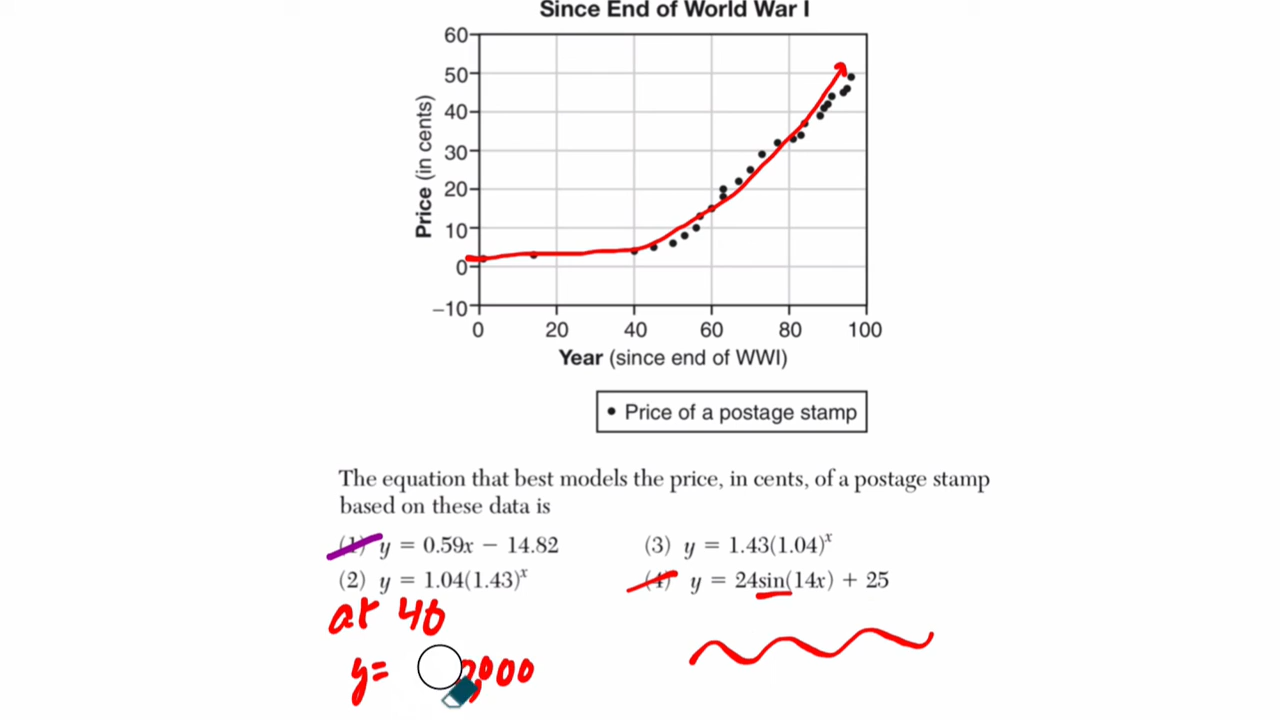 Since End of World War I
60
50
40
30
20
10
0
−10
Price (in cents)
0 20 40 60 80 100
Year (since end of WWI)
• Price of a postage stamp
The equation that best models the price, in cents, of a postage stamp
based on these data is
(1) y = 0.59x − 14.82
(3) y = 1.43(1.04)ˣ
(2) y = 1.04(1.43)ˣ
(4) y = 24sin(14x) + 25
at 40
y=
,000